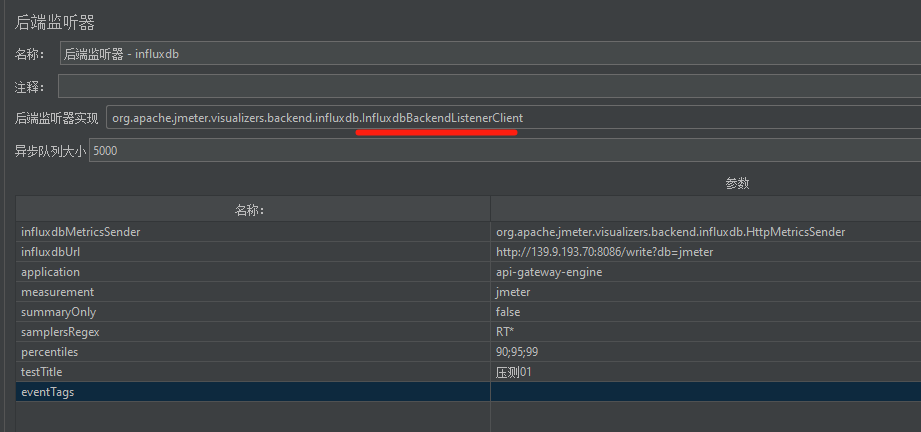 后端监听器
名称： 后端监听器 - influxdb
注释：
后端监听器实现 org.apache.jmeter.visualizers.backend.influxdb.InfluxdbBackendListenerClient
异步队列大小 5000
参数
名称：
influxdbMetricsSender org.apache.jmeter.visualizers.backend.influxdb.HttpMetricsSender
influxdbUrl http://139.9.193.70:8086/write?db=jmeter
application api-gateway-engine
measurement jmeter
summaryOnly false
samplersRegex RT*
percentiles 90;95;99
testTitle 压测01
eventTags